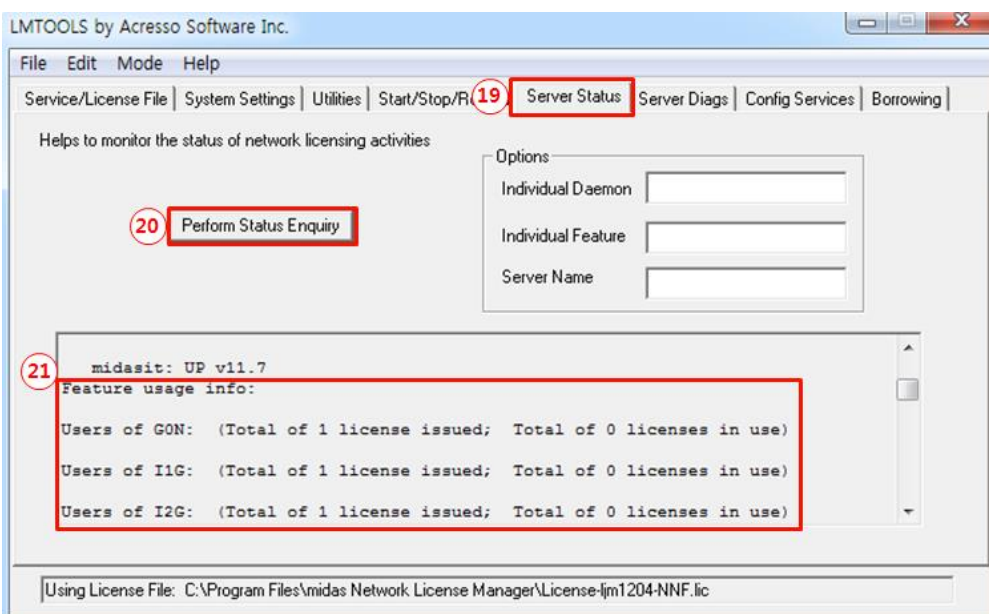 LMTOOLS by Acresso Software Inc.
File Edit Mode Help
Service/License File System Settings Utilities Start/Stop/R 19 Server Status Server Diags Config Services Borrowing
Helps to monitor the status of network licensing activities
Options
Individual Daemon
20 Perform Status Enquiry
Individual Feature
Server Name
midasit: UP v11.7
21
Feature usage info:
Users of G0N: (Total of 1 license issued; Total of 0 licenses in use)
Users of I1G: (Total of 1 license issued; Total of 0 licenses in use)
Users of I2G: (Total of 1 license issued; Total of 0 licenses in use)
Using License File: C:\Program Files\midas Network License Manager\License-ljm1204-NNF.lic